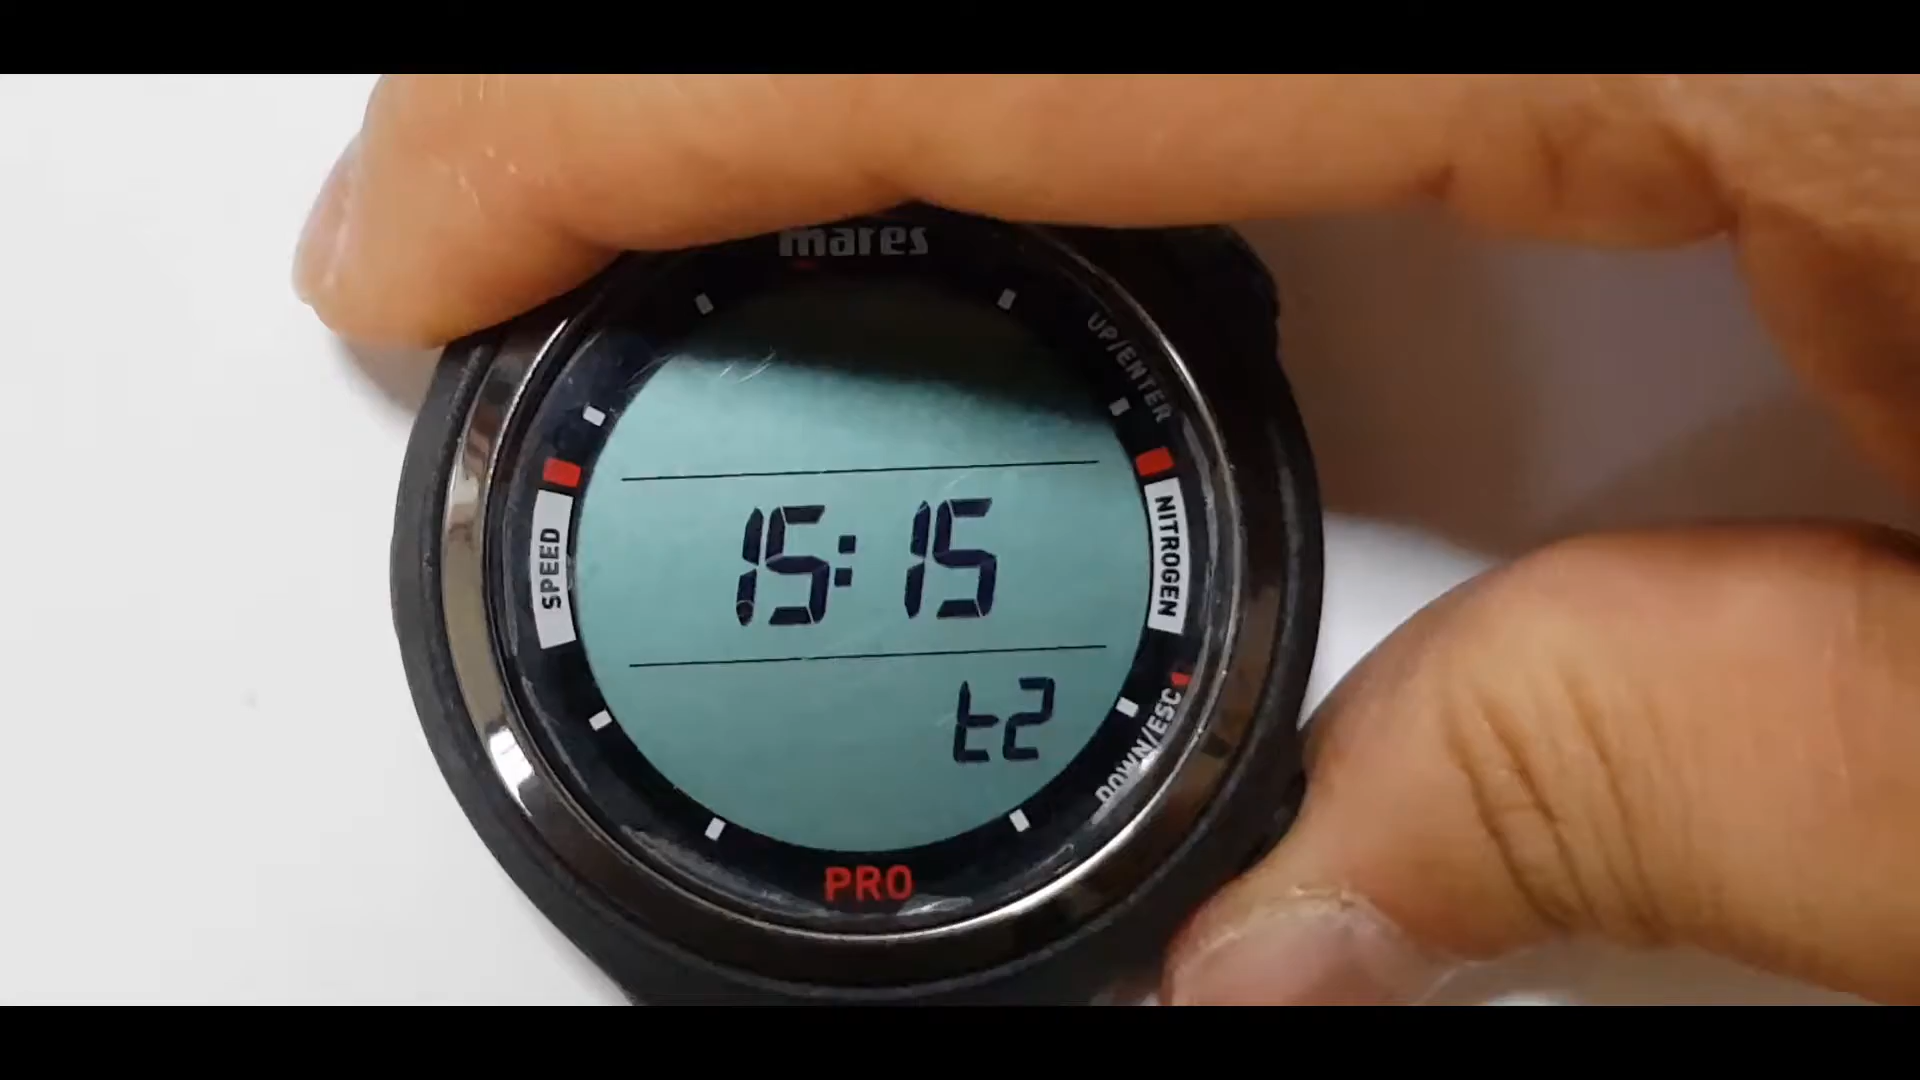 mares
UP/ENTER
SPEED
15:15
NITROGEN
t2
DOWN/ESC
PRO